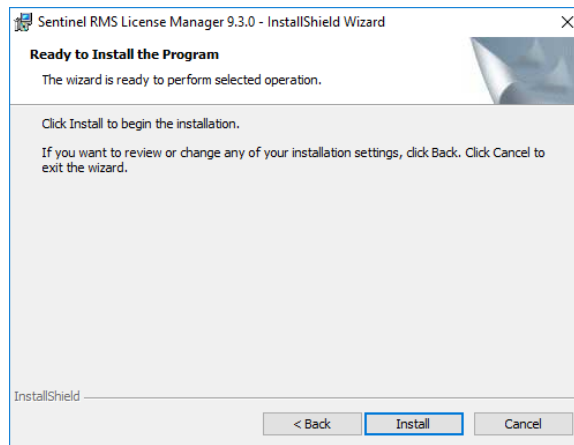 Sentinel RMS License Manager 9.3.0 - InstallShield Wizard
Ready to Install the Program
The wizard is ready to perform selected operation.
Click Install to begin the installation.
If you want to review or change any of your installation settings, click Back. Click Cancel to
exit the wizard.
InstallShield
< Back Install Cancel